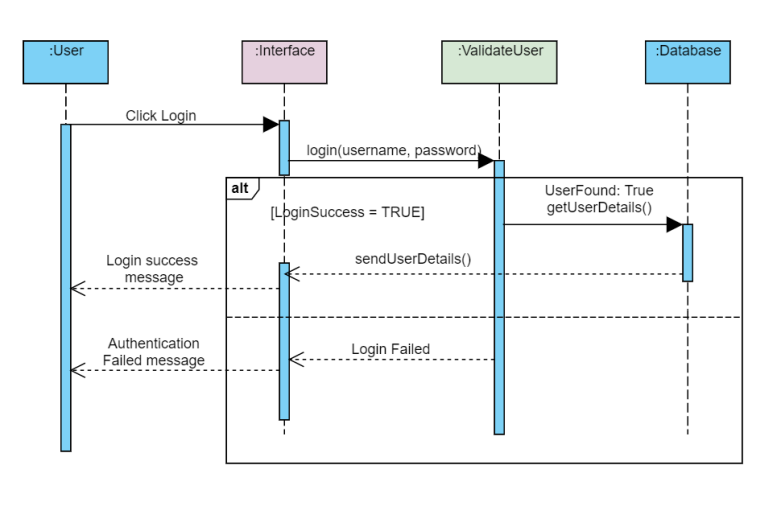 :User
:Interface
:ValidateUser
:Database
Click Login
login(username, password)
alt
UserFound: True
getUserDetails()
[LoginSuccess = TRUE]
Login success
message
sendUserDetails()
Authentication
Failed message
Login Failed